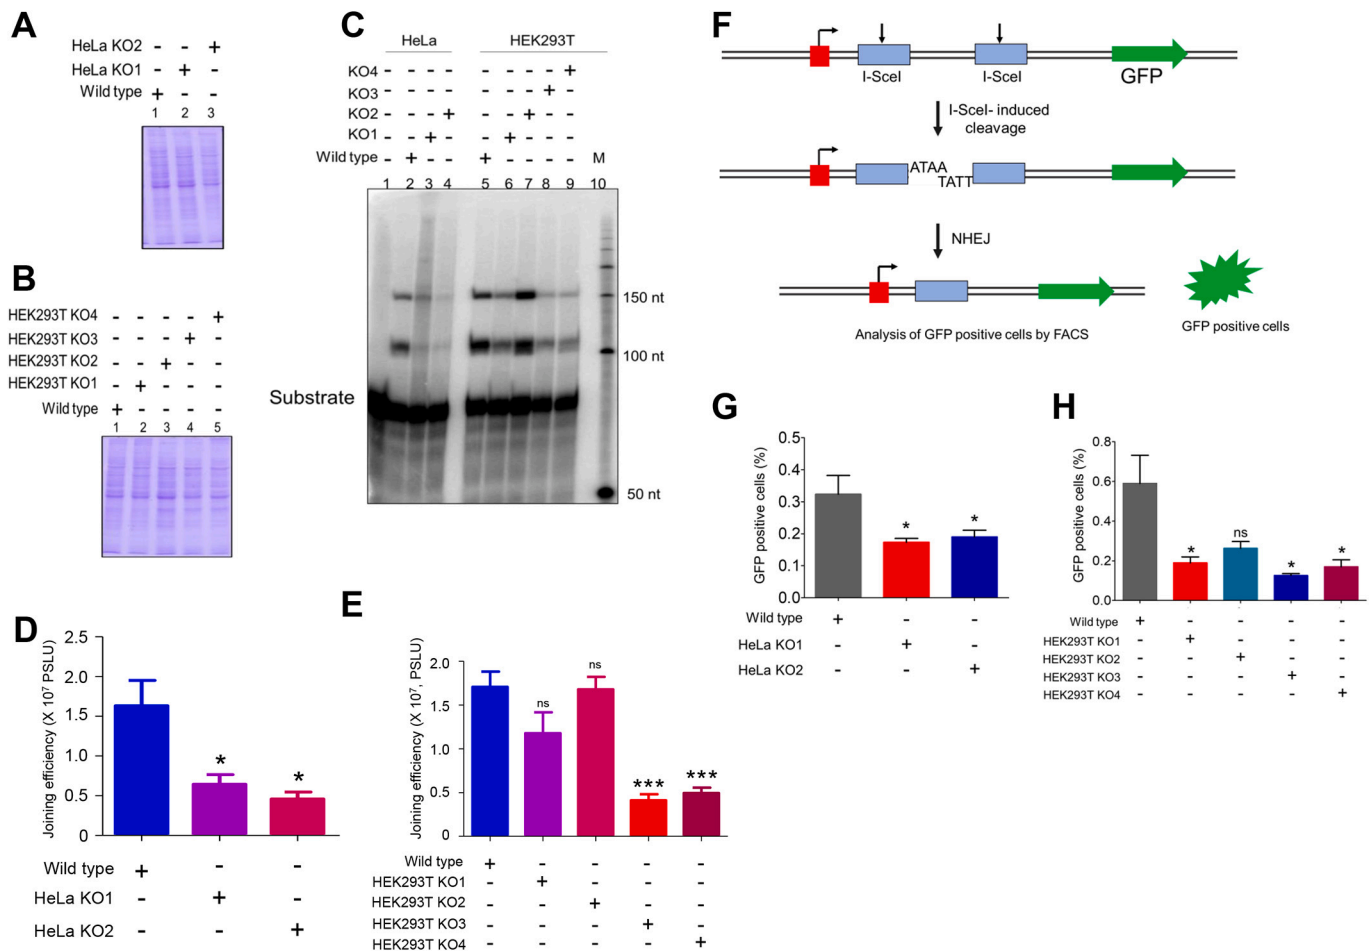 A
HeLa KO2 - - +
HeLa KO1 - + -
Wild type + - -
1 2 3
B
HEK293T KO4 - - - - +
HEK293T KO3 - - - + -
HEK293T KO2 - - + - -
HEK293T KO1 - + - - -
Wild type + - - - -
1 2 3 4 5
C
HeLa HEK293T
KO4 - - - - - - - - +
KO3 - - - - - - - + -
KO2 - - - + - - + - -
KO1 - - + - - + - - -
Wild type - + - - + - - - - M
1 2 3 4 5 6 7 8 9 10
150 nt
100 nt
Substrate
50 nt
D
Joining efficiency (X 10⁷ PSLU)
2.5
2.0
1.5
1.0
0.5
0
* *
Wild type + - -
HeLa KO1 - + -
HeLa KO2 - - +
E
Joining efficiency (X 10⁷, PSLU)
2.0
1.5
1.0
0.5
0
ns ns *** ***
Wild type + - - - -
HEK293T KO1 - + - - -
HEK293T KO2 - - + - -
HEK293T KO3 - - - + -
HEK293T KO4 - - - - +
F
I-SceI I-SceI GFP
I-SceI- induced
cleavage
ATAA
TATT
NHEJ
Analysis of GFP positive cells by FACS
GFP positive cells
G
GFP positive cells (%)
0.5
0.4
0.3
0.2
0.1
0.0
* *
Wild type + - -
HeLa KO1 - + -
HeLa KO2 - - +
H
GFP positive cells (%)
0.8
0.6
0.4
0.2
0.0
* ns * *
Wild type + - - - -
HEK293T KO1 - + - - -
HEK293T KO2 - - + - -
HEK293T KO3 - - - + -
HEK293T KO4 - - - - +